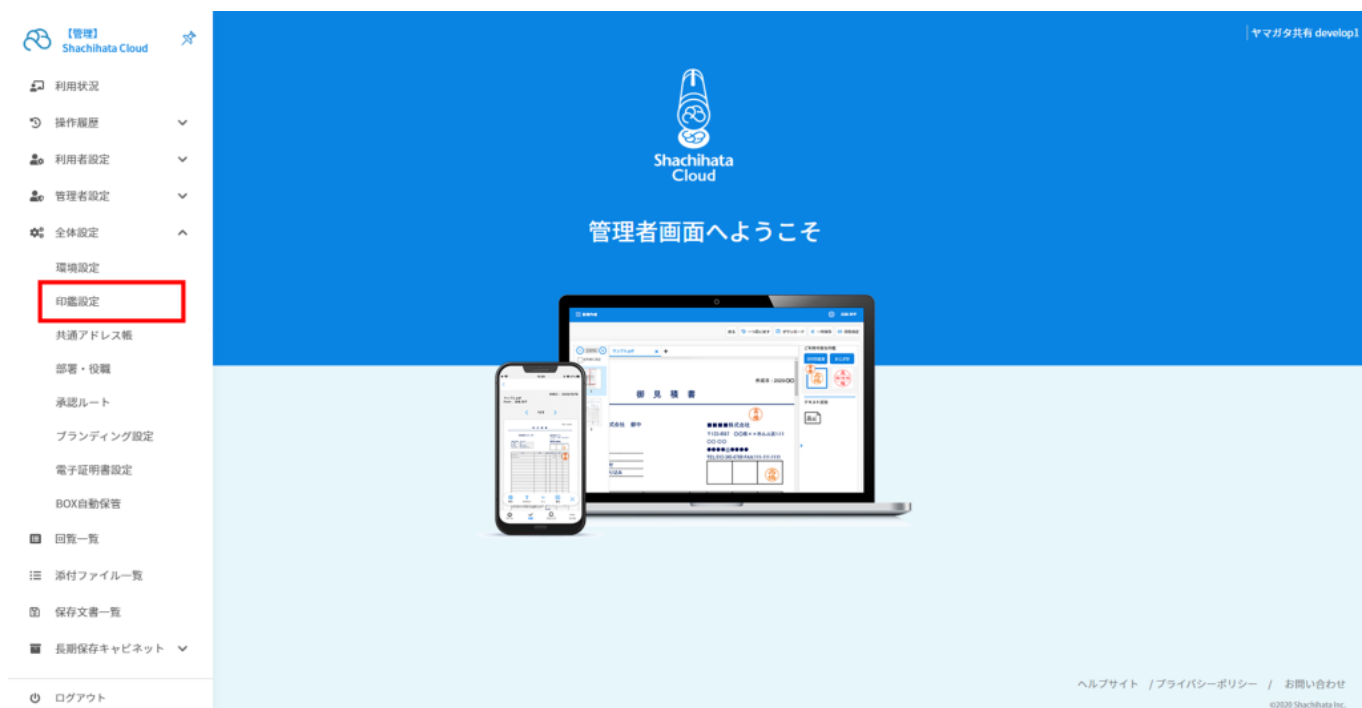 【管理】
Shachihata Cloud
利用状況
操作履歴
利用者設定
管理者設定
全体設定
環境設定
印鑑設定
共通アドレス帳
部署・役職
承認ルート
ブランディング設定
電子証明書設定
BOX自動保管
回覧一覧
添付ファイル一覧
保存文書一覧
長期保存キャビネット
ログアウト
ヤマガタ共有 develop1
Shachihata
Cloud
管理者画面へようこそ
御 見 積 書
ヘルプサイト / プライバシーポリシー / お問い合わせ
©2020 Shachihata Inc.